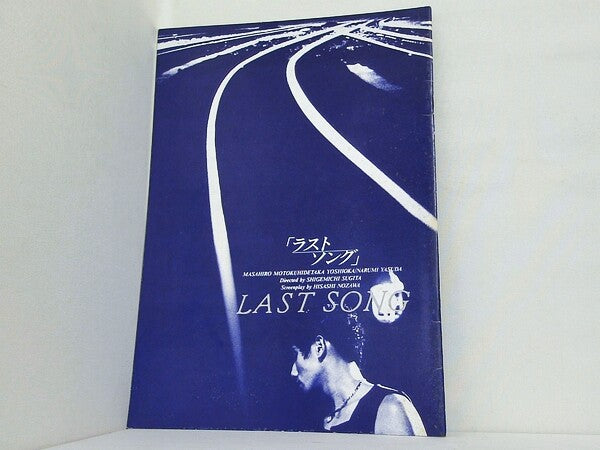 「ラスト
ソング」
MASAHIRO MOTOKI/HIDETAKA YOSHIOKA/NARUMI YASUDA
Directed by SHIGEMICHI SUGITA
Screenplay by HISASHI NOZAWA
LAST SONG